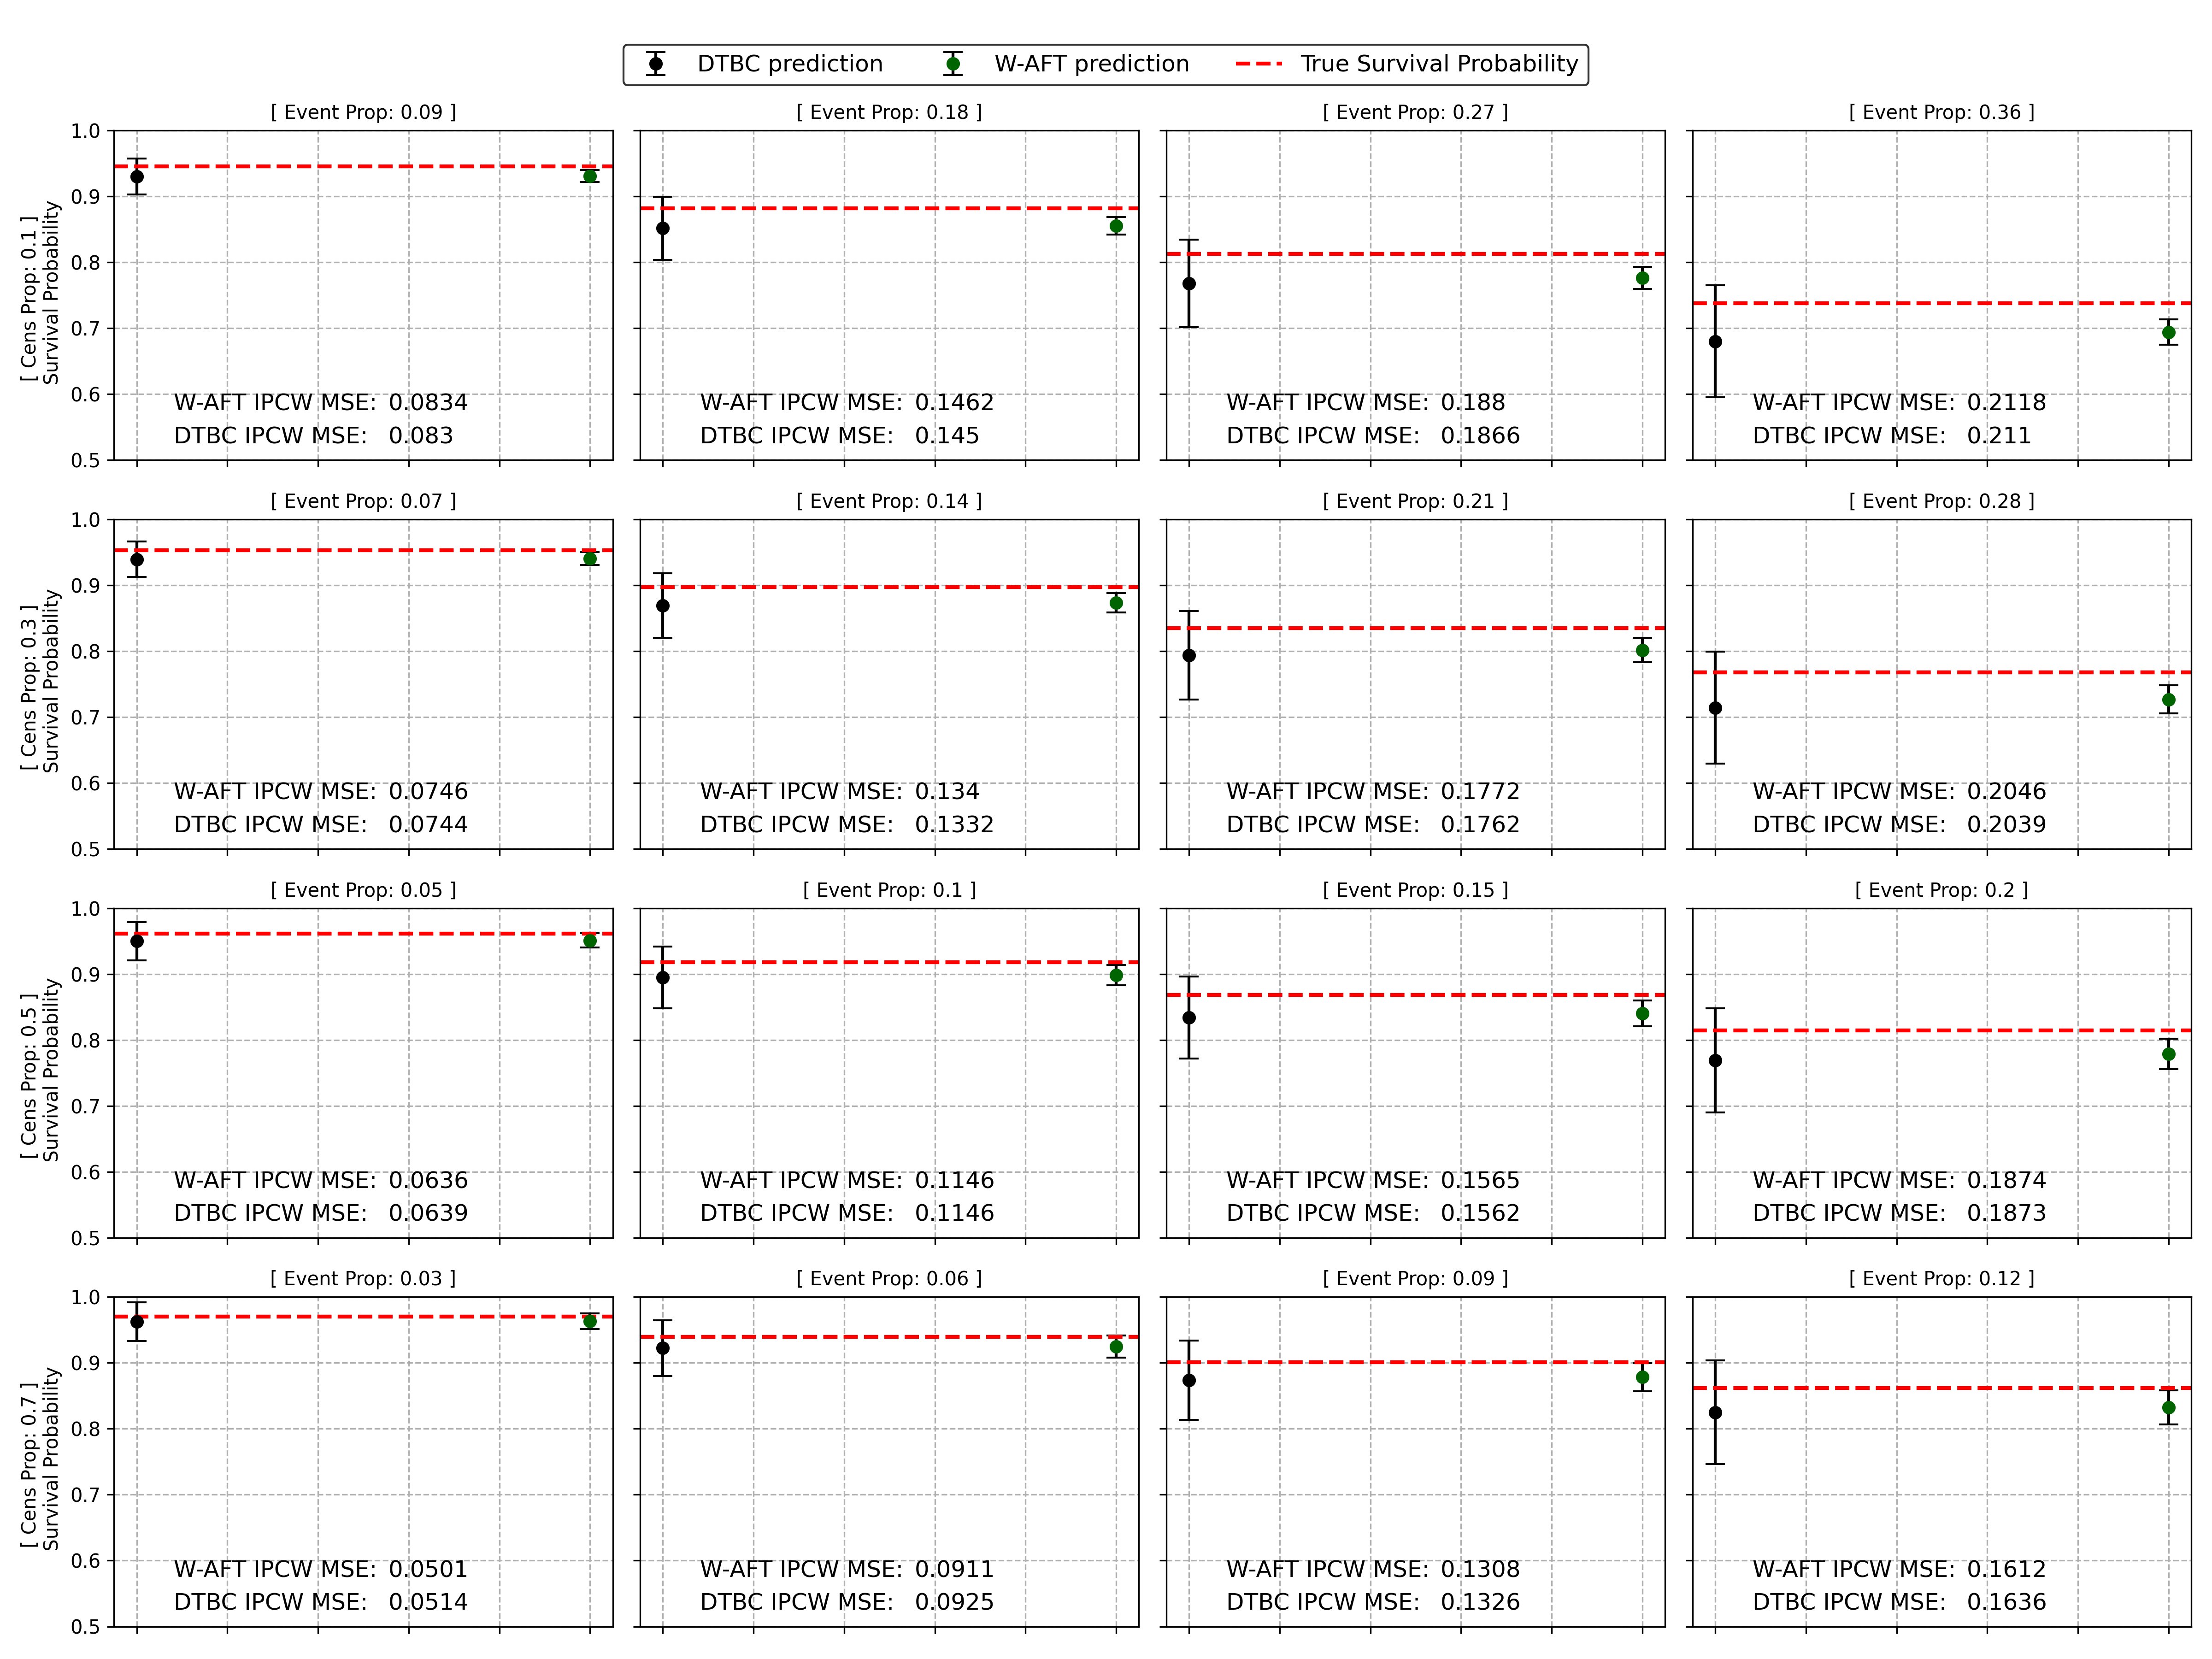 DTBC prediction W-AFT prediction True Survival Probability
[ Event Prop: 0.09 ] [ Event Prop: 0.18 ] [ Event Prop: 0.27 ] [ Event Prop: 0.36 ]
[ Cens Prop: 0.1 ]
Survival Probability
1.0
0.9
0.8
0.7
0.6
0.5
W-AFT IPCW MSE: 0.0834
DTBC IPCW MSE: 0.083
W-AFT IPCW MSE: 0.1462
DTBC IPCW MSE: 0.145
W-AFT IPCW MSE: 0.188
DTBC IPCW MSE: 0.1866
W-AFT IPCW MSE: 0.2118
DTBC IPCW MSE: 0.211
[ Event Prop: 0.07 ] [ Event Prop: 0.14 ] [ Event Prop: 0.21 ] [ Event Prop: 0.28 ]
[ Cens Prop: 0.3 ]
Survival Probability
1.0
0.9
0.8
0.7
0.6
0.5
W-AFT IPCW MSE: 0.0746
DTBC IPCW MSE: 0.0744
W-AFT IPCW MSE: 0.134
DTBC IPCW MSE: 0.1332
W-AFT IPCW MSE: 0.1772
DTBC IPCW MSE: 0.1762
W-AFT IPCW MSE: 0.2046
DTBC IPCW MSE: 0.2039
[ Event Prop: 0.05 ] [ Event Prop: 0.1 ] [ Event Prop: 0.15 ] [ Event Prop: 0.2 ]
[ Cens Prop: 0.5 ]
Survival Probability
1.0
0.9
0.8
0.7
0.6
0.5
W-AFT IPCW MSE: 0.0636
DTBC IPCW MSE: 0.0639
W-AFT IPCW MSE: 0.1146
DTBC IPCW MSE: 0.1146
W-AFT IPCW MSE: 0.1565
DTBC IPCW MSE: 0.1562
W-AFT IPCW MSE: 0.1874
DTBC IPCW MSE: 0.1873
[ Event Prop: 0.03 ] [ Event Prop: 0.06 ] [ Event Prop: 0.09 ] [ Event Prop: 0.12 ]
[ Cens Prop: 0.7 ]
Survival Probability
1.0
0.9
0.8
0.7
0.6
0.5
W-AFT IPCW MSE: 0.0501
DTBC IPCW MSE: 0.0514
W-AFT IPCW MSE: 0.0911
DTBC IPCW MSE: 0.0925
W-AFT IPCW MSE: 0.1308
DTBC IPCW MSE: 0.1326
W-AFT IPCW MSE: 0.1612
DTBC IPCW MSE: 0.1636